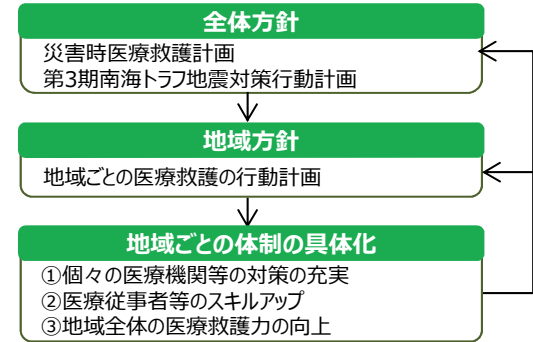 全体方針
災害時医療救護計画
第3期南海トラフ地震対策行動計画
地域方針
地域ごとの医療救護の行動計画
地域ごとの体制の具体化
①個々の医療機関等の対策の充実
②医療従事者等のスキルアップ
③地域全体の医療救護力の向上